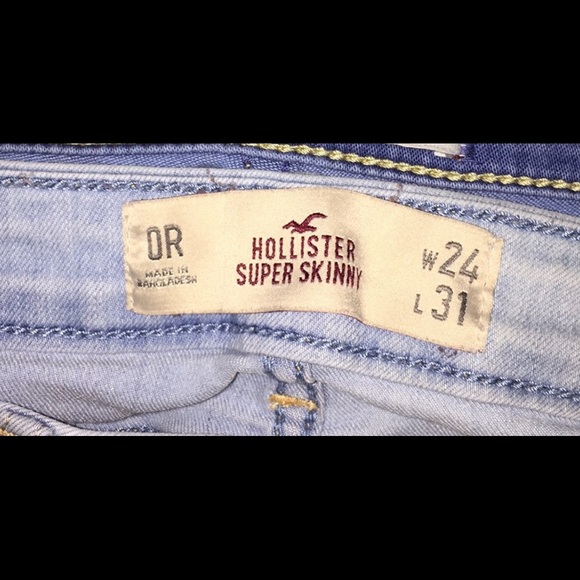 0R
MADE IN
BANGLADESH
HOLLISTER
SUPER SKINNY
W24
L31